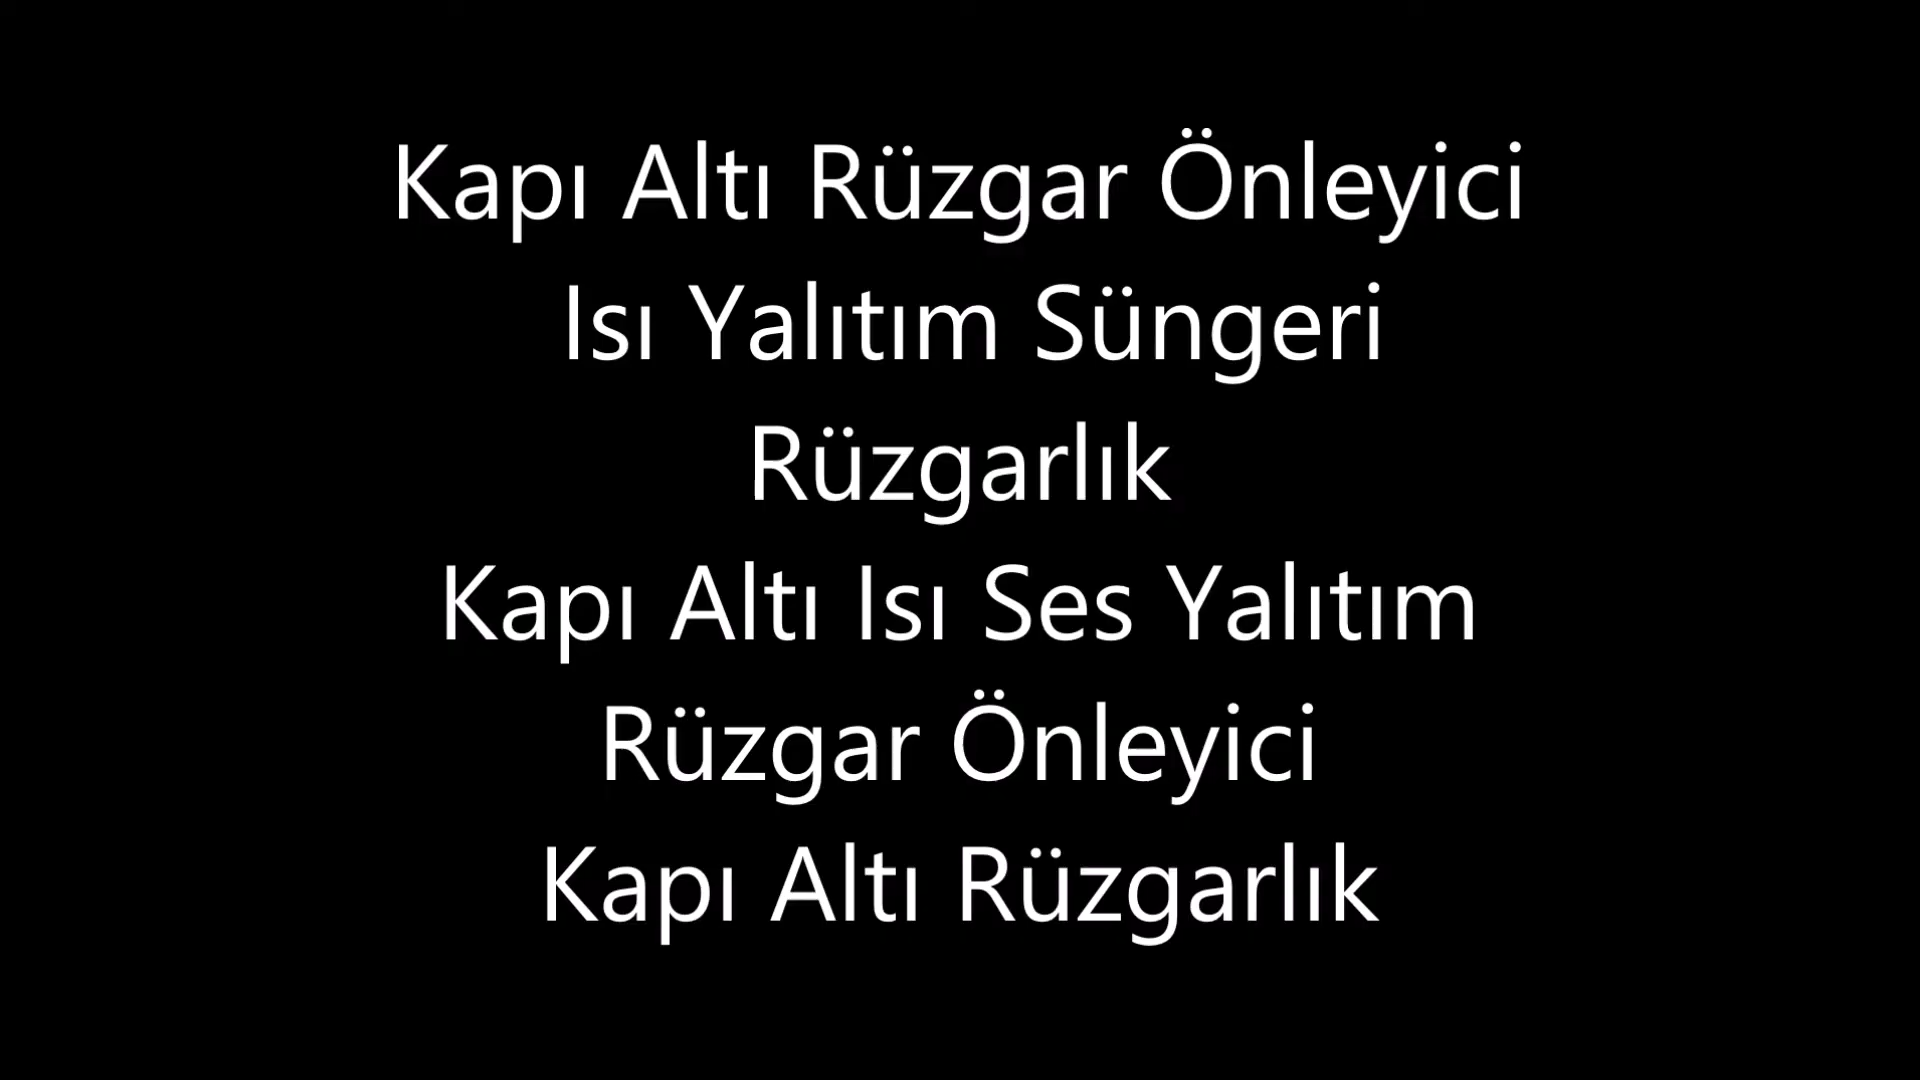 Kapı Altı Rüzgar Önleyici
Isı Yalıtım Süngeri
Rüzgarlık
Kapı Altı Isı Ses Yalıtım
Rüzgar Önleyici
Kapı Altı Rüzgarlık